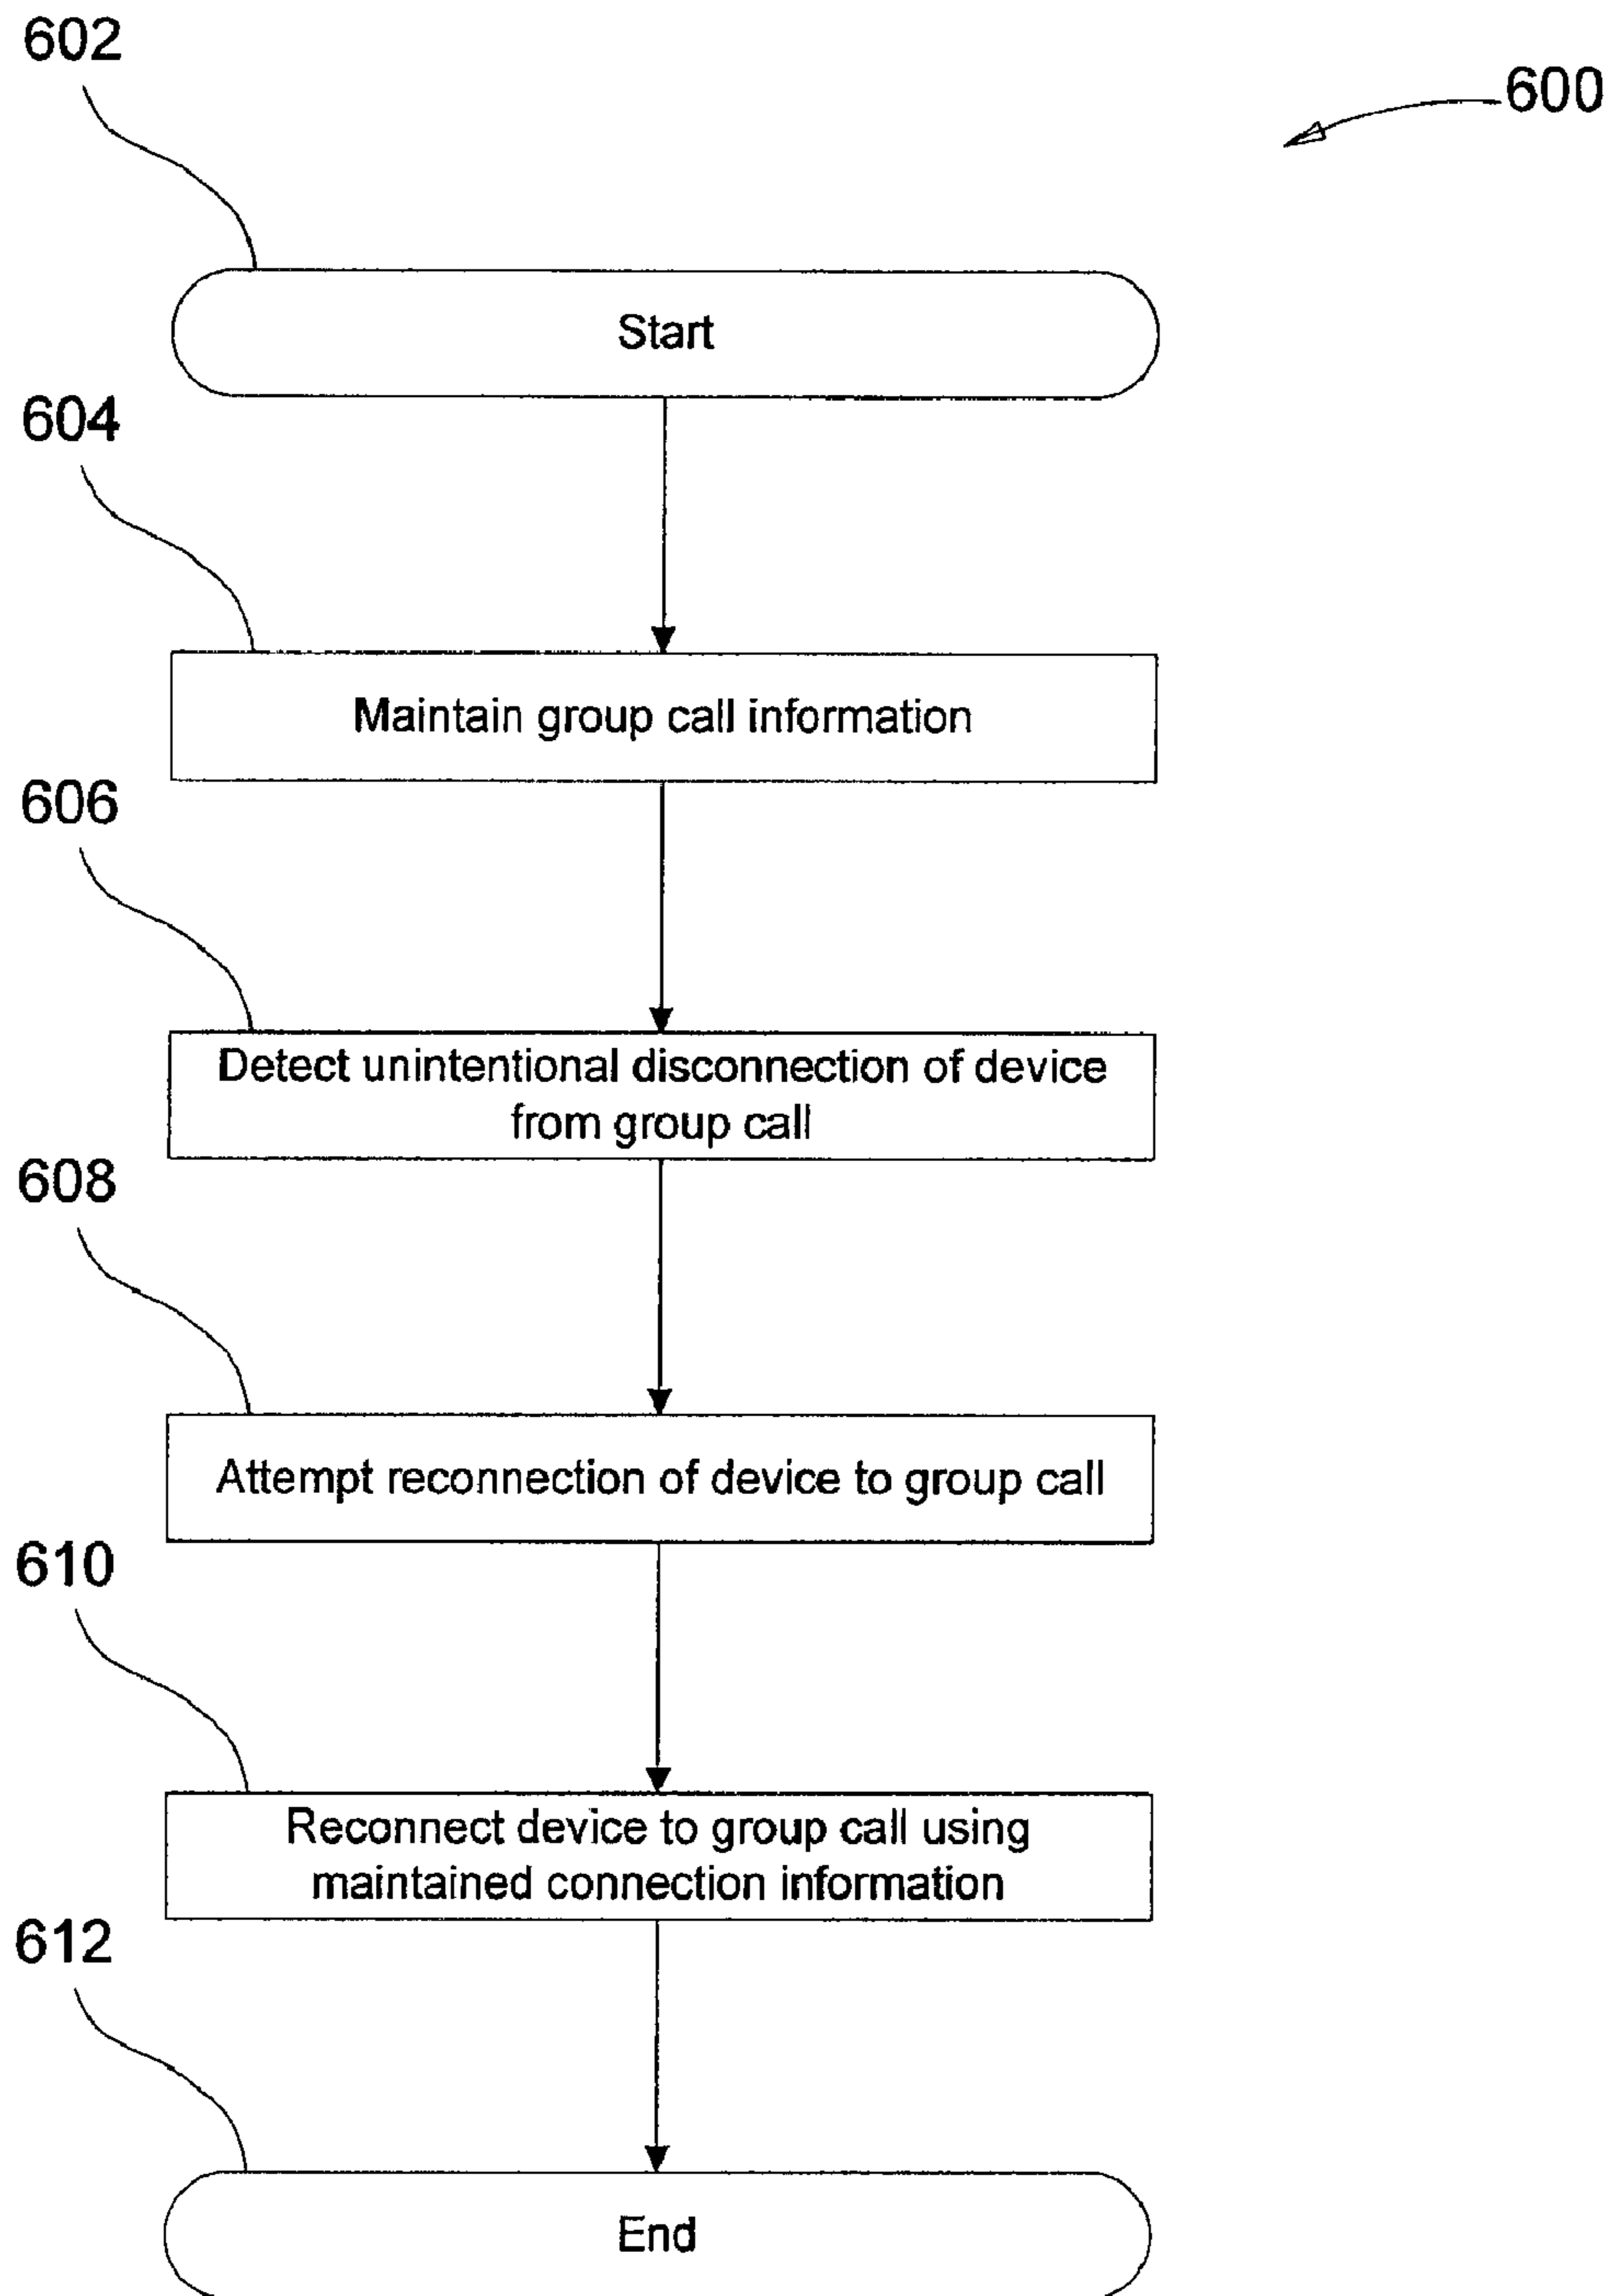 602
600
Start
604
Maintain group call information
606
Detect unintentional disconnection of device
from group call
608
Attempt reconnection of device to group call
610
Reconnect device to group call using
maintained connection information
612
End